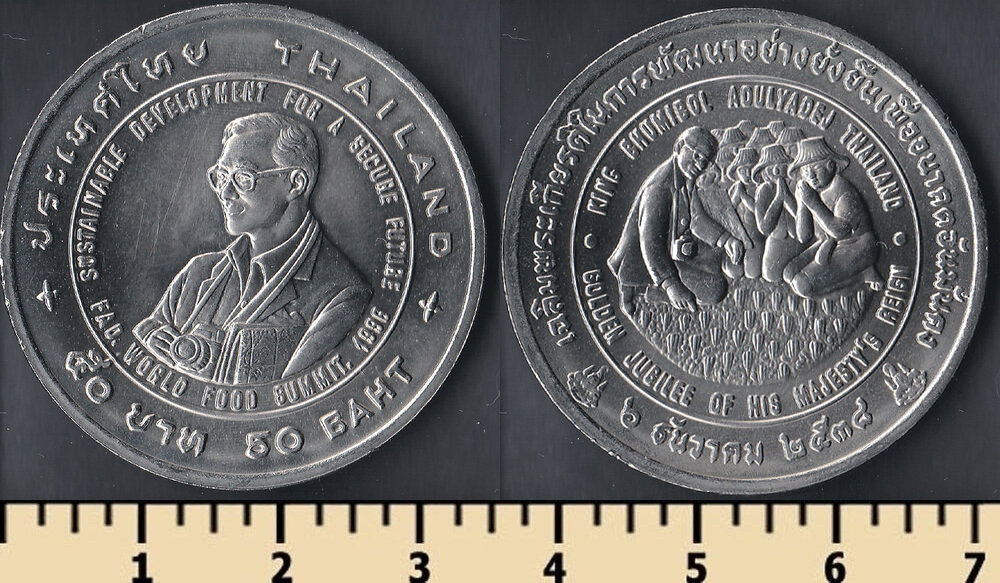 ประเทศไทย THAILAND
SUSTAINABLE DEVELOPMENT FOR A SECURE FUTURE
FAO. WORLD FOOD SUMMIT. 1996
๕๐ บาท 50 BAHT
เฉลิมพระเกียรติในการพัฒนาอย่างยั่งยืนเพื่ออนาคตอันมั่นคง
KING BHUMIBOL ADULYADEJ THAILAND
GOLDEN JUBILEE OF HIS MAJESTY'S REIGN
๖ ธันวาคม ๒๕๓๘
1 2 3 4 5 6 7